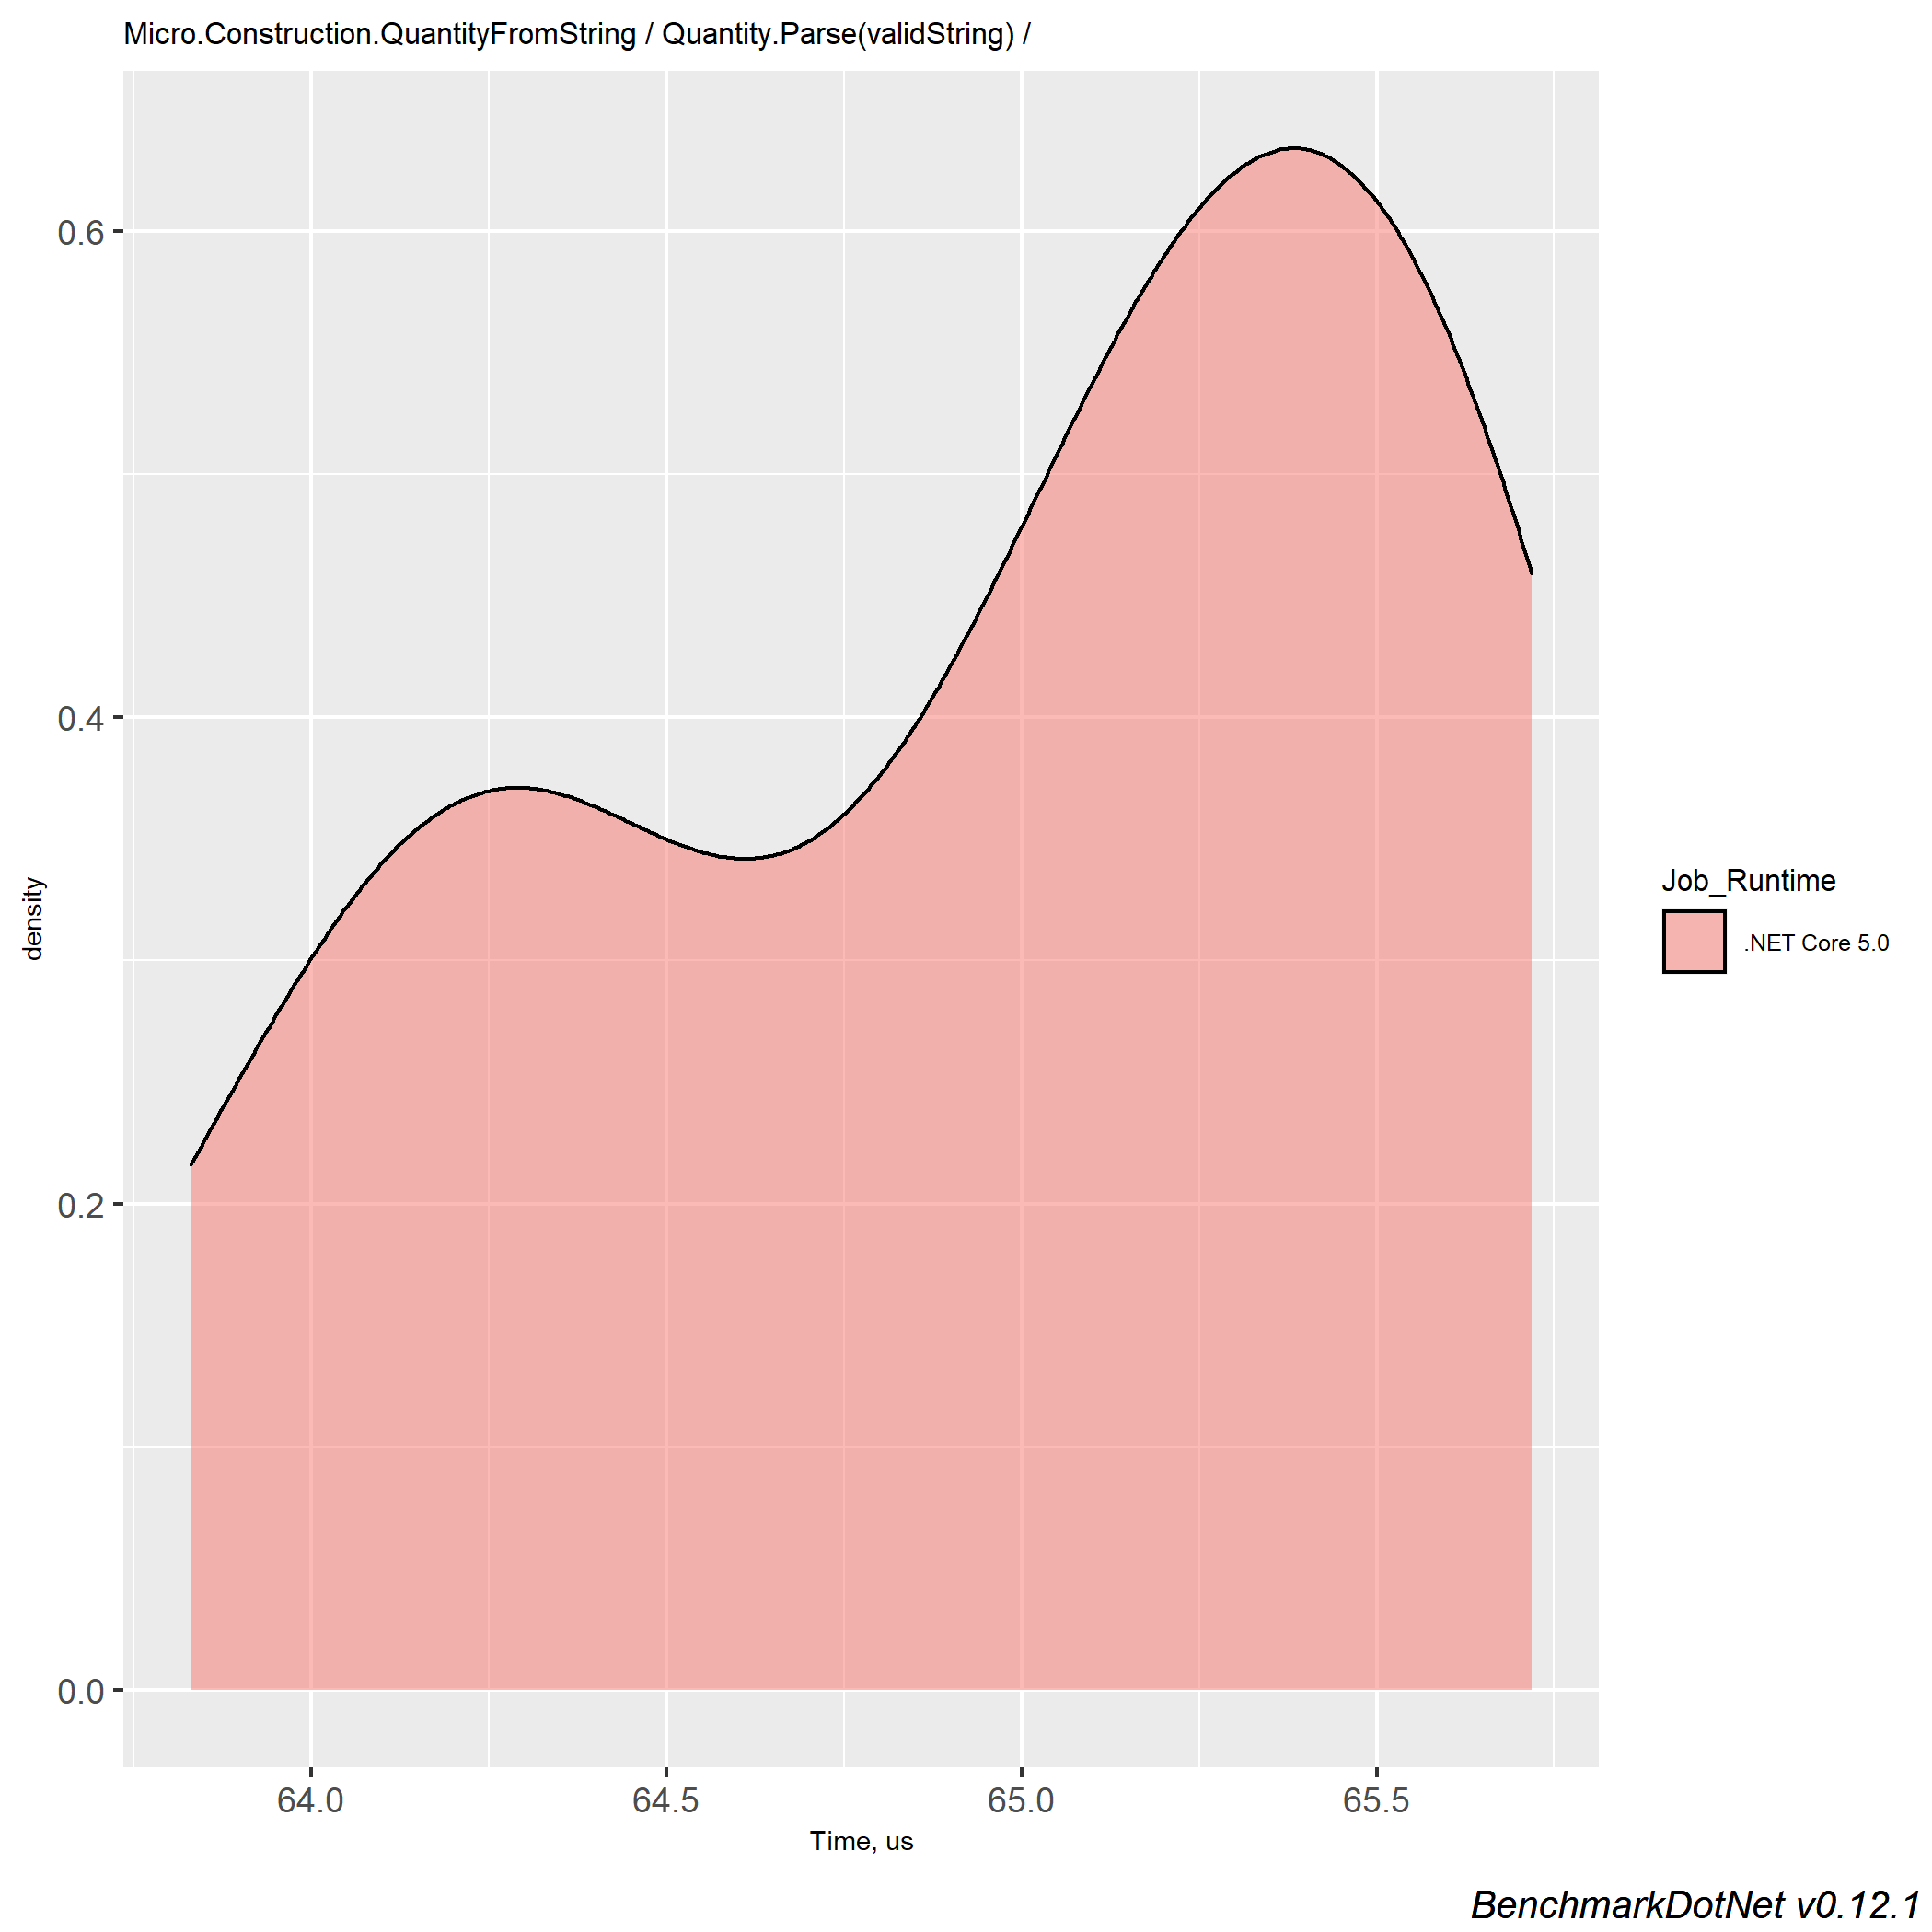 Micro.Construction.QuantityFromString / Quantity.Parse(validString) /
density
0.6
0.4
0.2
0.0
64.0 64.5 65.0 65.5
Time, us
Job_Runtime
.NET Core 5.0
BenchmarkDotNet v0.12.1